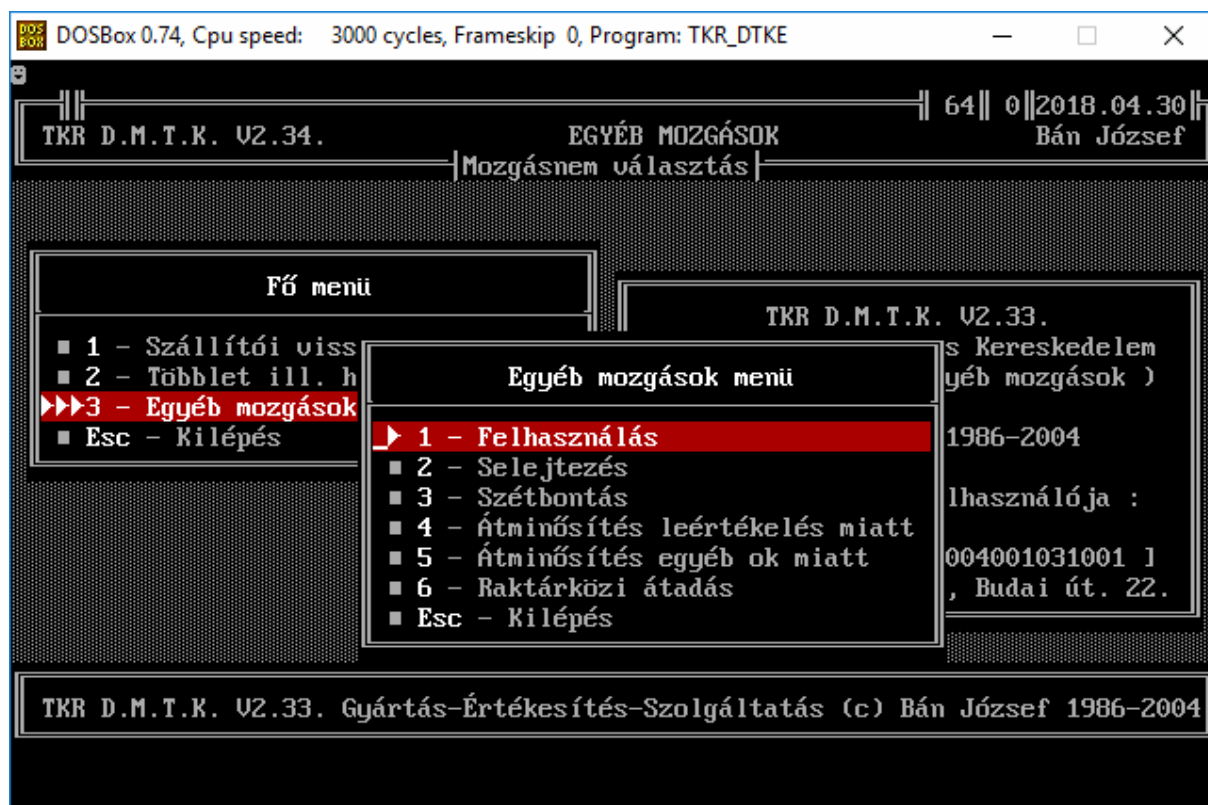 DOSBox 0.74, Cpu speed: 3000 cycles, Frameskip 0, Program: TKR_DTKE
64 0 2018.04.30
TKR D.M.T.K. V2.34. EGYÉB MOZGÁSOK Bán József
Mozgásnem választás
Fő menü
1 - Szállítói viss
2 - Többlet ill. h
3 - Egyéb mozgások
Esc - Kilépés
TKR D.M.T.K. V2.33.
s Kereskedelem
yéb mozgások )
1986-2004
lhasználója :
004001031001 ]
, Budai út. 22.
Egyéb mozgások menü
1 - Felhasználás
2 - Selejtezés
3 - Szétbontás
4 - Átminősítés leértékelés miatt
5 - Átminősítés egyéb ok miatt
6 - Raktárközi átadás
Esc - Kilépés
TKR D.M.T.K. V2.33. Gyártás-Értékesítés-Szolgáltatás (c) Bán József 1986-2004